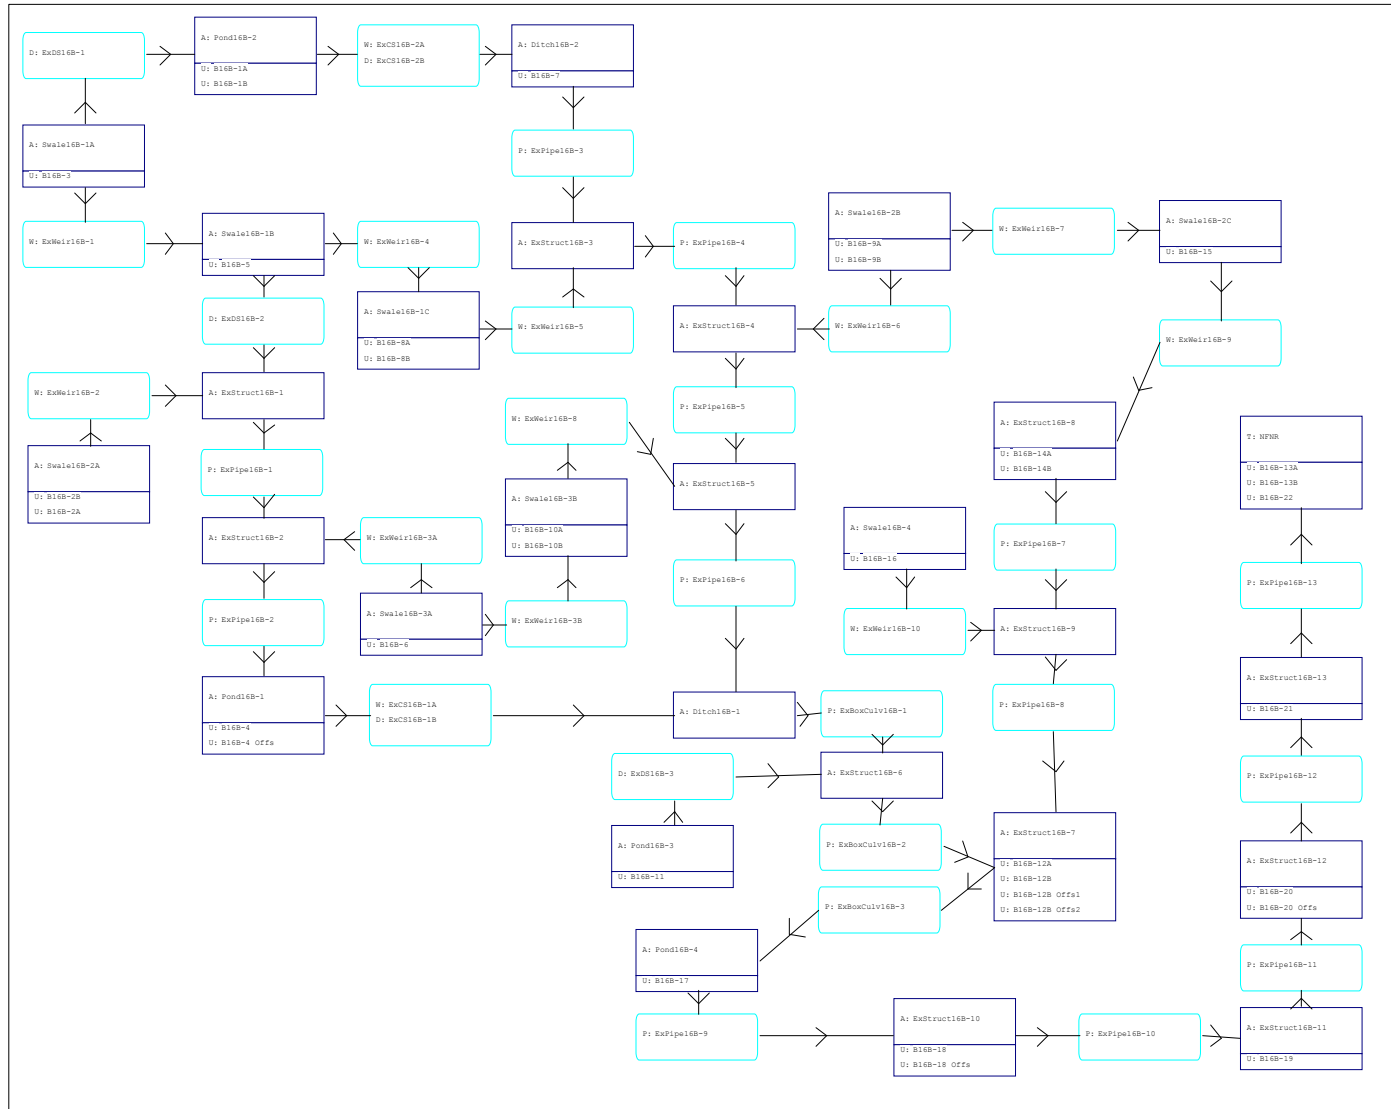 D: ExDS16B-1
A: Pond16B-2
U: B16B-1A
U: B16B-1B
W: ExCS16B-2A
D: ExCS16B-2B
A: Ditch16B-2
U: B16B-7
A: Swale16B-1A
U: B16B-3
P: ExPipe16B-3
W: ExWeir16B-1
A: Swale16B-1B
U: B16B-5
W: ExWeir16B-4
A: ExStruct16B-3
P: ExPipe16B-4
A: Swale16B-2B
U: B16B-9A
U: B16B-9B
W: ExWeir16B-7
A: Swale16B-2C
U: B16B-15
D: ExDS16B-2
A: Swale16B-1C
U: B16B-8A
U: B16B-8B
W: ExWeir16B-5
A: ExStruct16B-4
W: ExWeir16B-6
W: ExWeir16B-9
W: ExWeir16B-2
A: ExStruct16B-1
W: ExWeir16B-8
P: ExPipe16B-5
A: ExStruct16B-8
U: B16B-14A
U: B16B-14B
T: NFNR
U: B16B-13A
U: B16B-13B
U: B16B-22
A: Swale16B-2A
U: B16B-2B
U: B16B-2A
P: ExPipe16B-1
A: Swale16B-3B
U: B16B-10A
U: B16B-10B
A: ExStruct16B-5
A: ExStruct16B-2
W: ExWeir16B-3A
A: Swale16B-4
U: B16B-16
P: ExPipe16B-7
P: ExPipe16B-6
P: ExPipe16B-13
P: ExPipe16B-2
A: Swale16B-3A
U: B16B-6
W: ExWeir16B-3B
W: ExWeir16B-10
A: ExStruct16B-9
A: ExStruct16B-13
U: B16B-21
A: Pond16B-1
U: B16B-4
U: B16B-4 Offs
W: ExCS16B-1A
D: ExCS16B-1B
A: Ditch16B-1
P: ExBoxCulv16B-1
P: ExPipe16B-8
D: ExDS16B-3
A: ExStruct16B-6
P: ExPipe16B-12
A: Pond16B-3
U: B16B-11
P: ExBoxCulv16B-2
A: ExStruct16B-7
U: B16B-12A
U: B16B-12B
U: B16B-12B Offs1
U: B16B-12B Offs2
A: ExStruct16B-12
U: B16B-20
U: B16B-20 Offs
P: ExBoxCulv16B-3
A: Pond16B-4
U: B16B-17
P: ExPipe16B-11
P: ExPipe16B-9
A: ExStruct16B-10
U: B16B-18
U: B16B-18 Offs
P: ExPipe16B-10
A: ExStruct16B-11
U: B16B-19